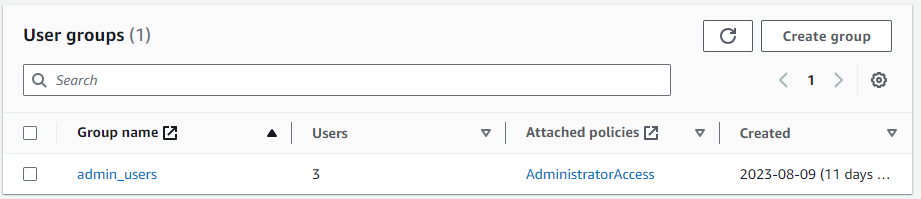 User groups (1)
Create group
Search
1
Group name Users Attached policies Created
admin_users 3 AdministratorAccess 2023-08-09 (11 days ...